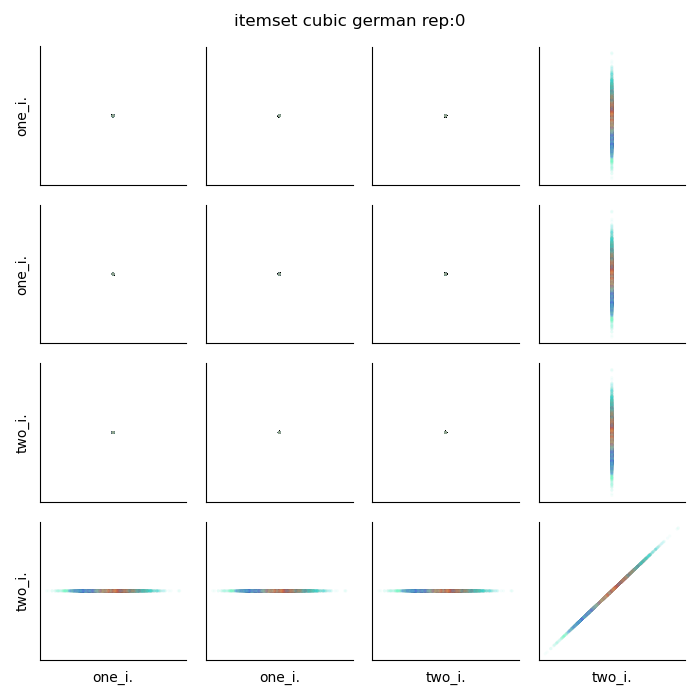 itemset cubic german rep:0
one_i.
one_i.
two_i.
two_i.
one_i. one_i. two_i. two_i.